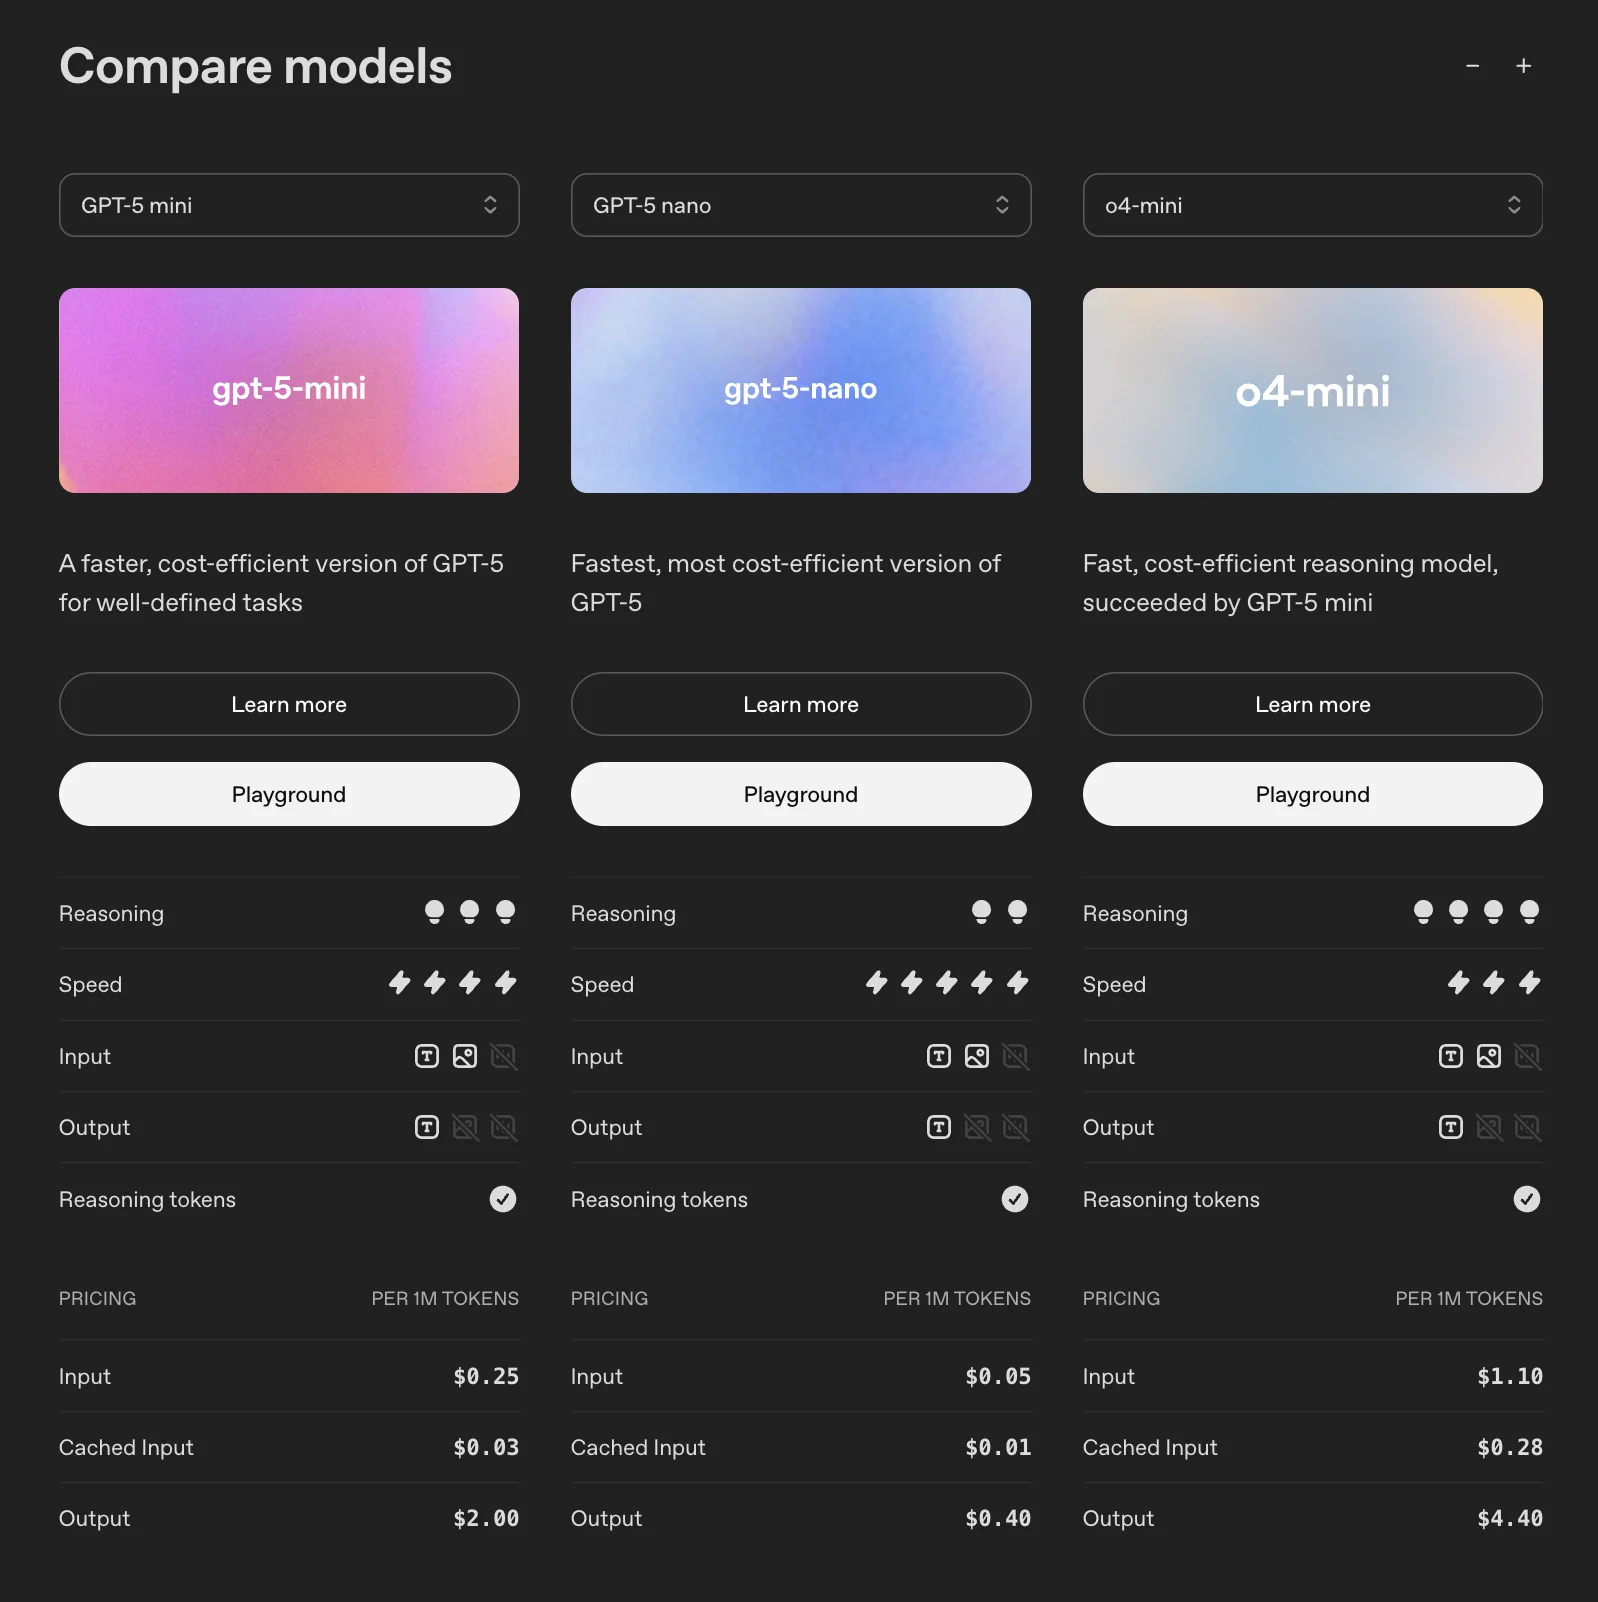 Compare models
GPT-5 mini
GPT-5 nano
o4-mini
gpt-5-mini
gpt-5-nano
o4-mini
A faster, cost-efficient version of GPT-5
for well-defined tasks
Fastest, most cost-efficient version of
GPT-5
Fast, cost-efficient reasoning model,
succeeded by GPT-5 mini
Learn more
Learn more
Learn more
Playground
Playground
Playground
Reasoning
Reasoning
Reasoning
Speed
Speed
Speed
Input
Input
Input
Output
Output
Output
Reasoning tokens
Reasoning tokens
Reasoning tokens
PRICING PER 1M TOKENS
PRICING PER 1M TOKENS
PRICING PER 1M TOKENS
Input $0.25
Input $0.05
Input $1.10
Cached Input $0.03
Cached Input $0.01
Cached Input $0.28
Output $2.00
Output $0.40
Output $4.40